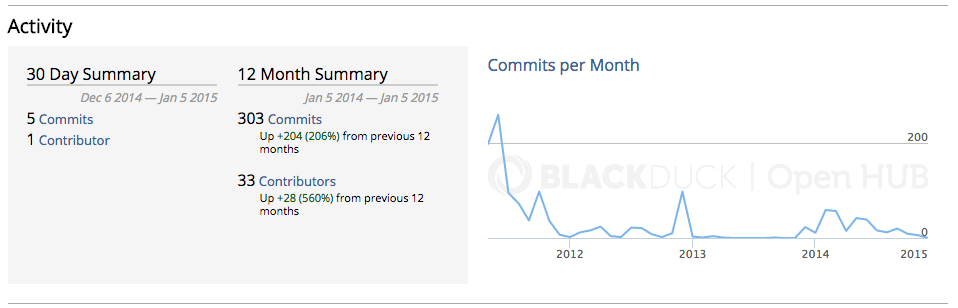 Activity
30 Day Summary
Dec 6 2014 — Jan 5 2015
5 Commits
1 Contributor
12 Month Summary
Jan 5 2014 — Jan 5 2015
303 Commits
Up +204 (206%) from previous 12
months
33 Contributors
Up +28 (560%) from previous 12
months
Commits per Month
200
BLACKDUCK | Open HUB
0
2012
2013
2014
2015